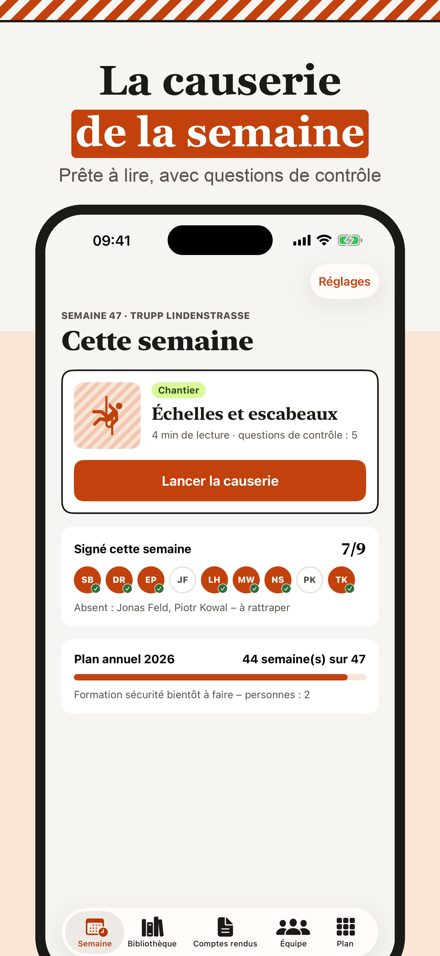 La causerie
de la semaine
Prête à lire, avec questions de contrôle
09:41
Réglages
SEMAINE 47 · TRUPP LINDENSTRASSE
Cette semaine
Chantier
Échelles et escabeaux
4 min de lecture · questions de contrôle : 5
Lancer la causerie
Signé cette semaine 7/9
SB DR EP JF LH MW NS PK TK
Absent : Jonas Feld, Piotr Kowal – à rattraper
Plan annuel 2026 44 semaine(s) sur 47
Formation sécurité bientôt à faire – personnes : 2
Semaine Bibliothèque Comptes rendus Équipe Plan